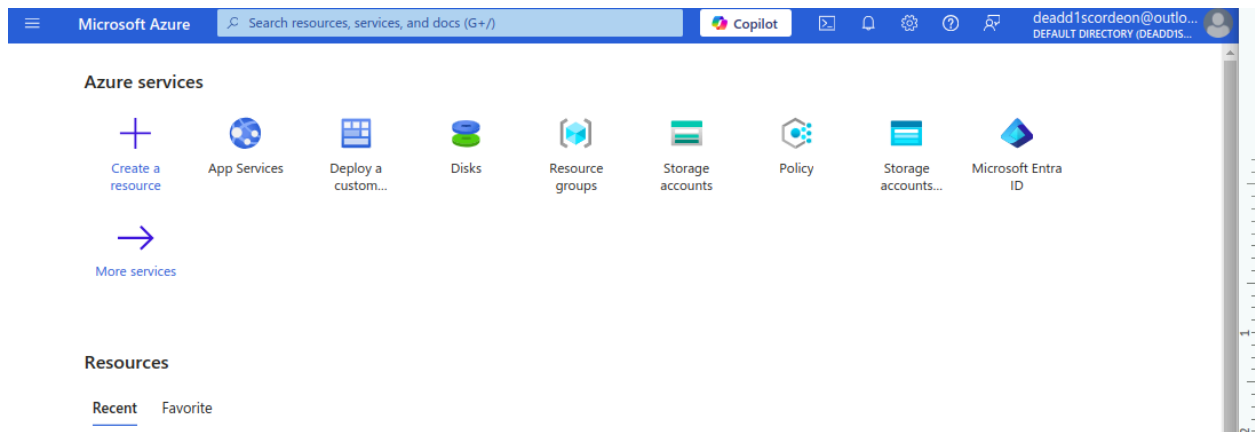 Microsoft Azure
Search resources, services, and docs (G+/)
Copilot
deadd1scordeon@outlo...
DEFAULT DIRECTORY (DEADD1S...
Azure services
Create a
resource
App Services
Deploy a
custom...
Disks
Resource
groups
Storage
accounts
Policy
Storage
accounts...
Microsoft Entra
ID
More services
Resources
Recent Favorite
1